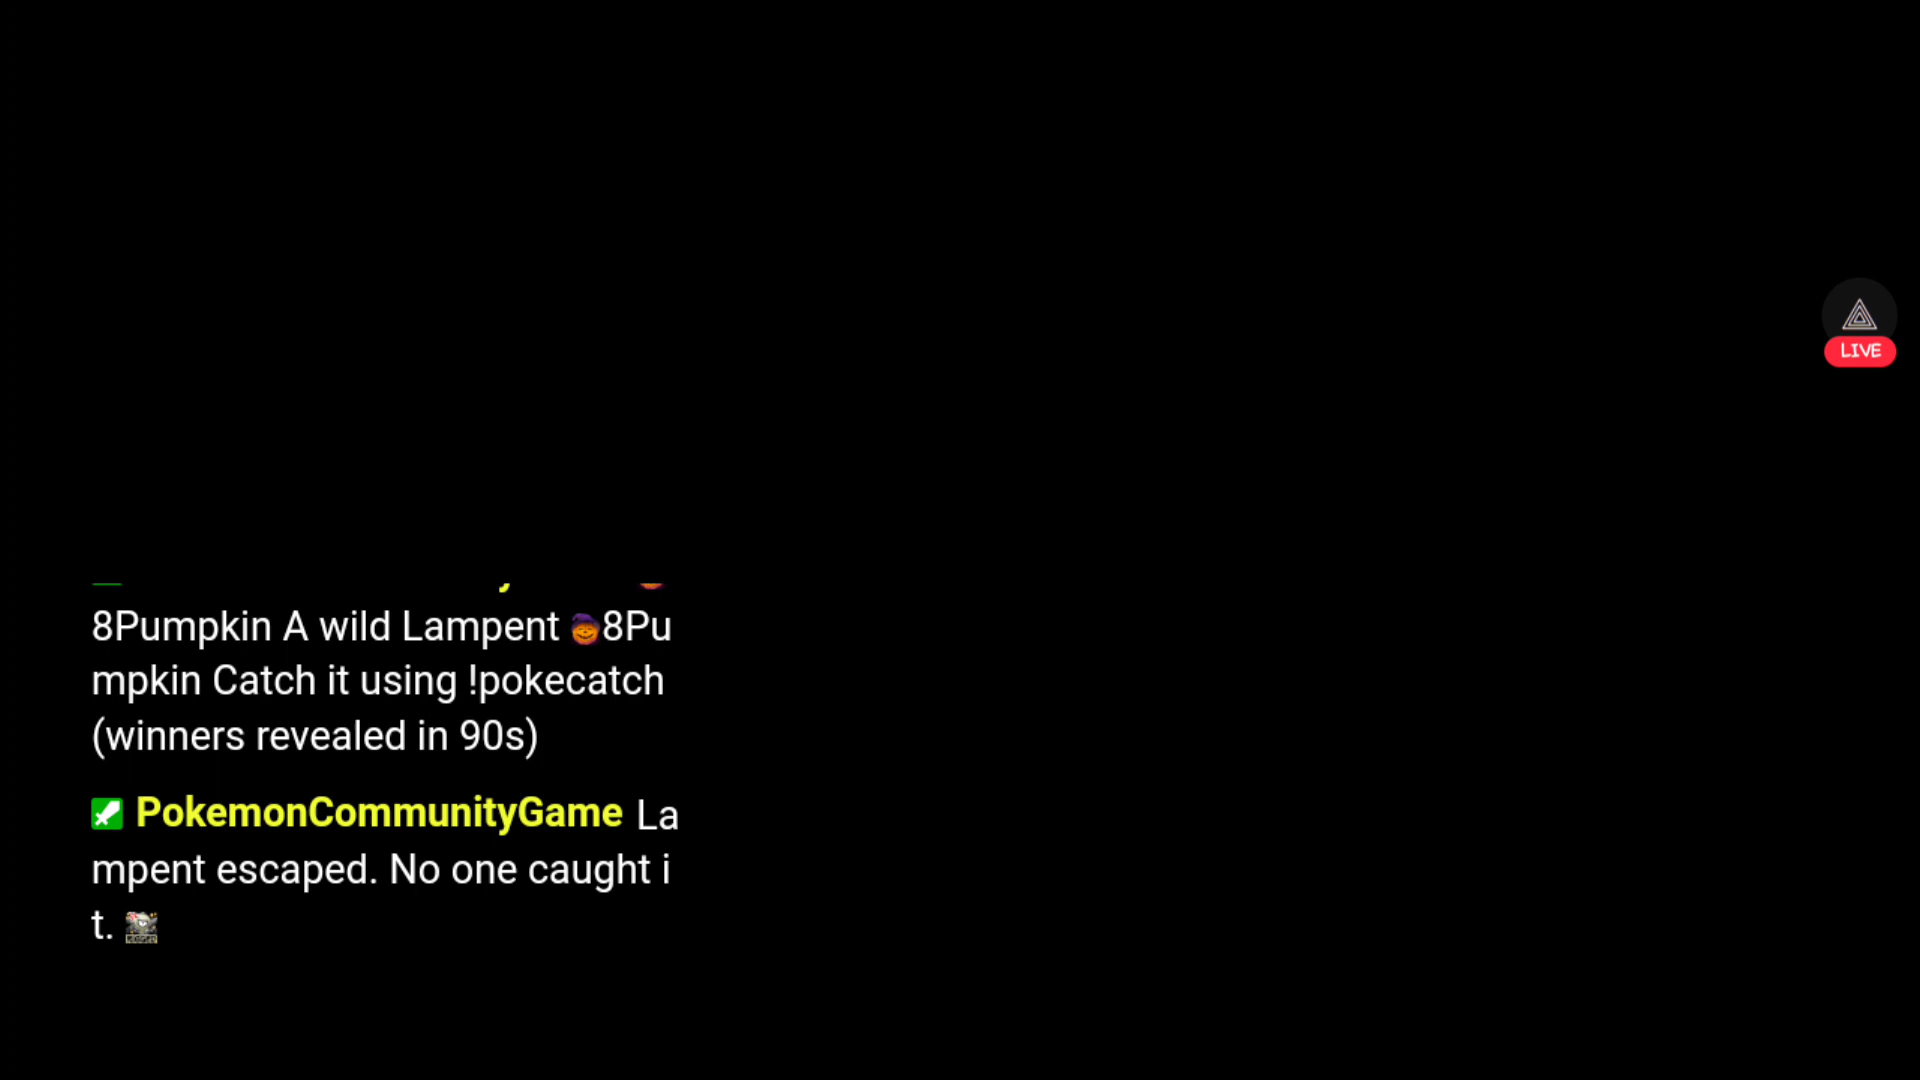 LIVE
8Pumpkin A wild Lampent 8Pu
mpkin Catch it using !pokecatch
(winners revealed in 90s)
PokemonCommunityGame La
mpent escaped. No one caught i
t.